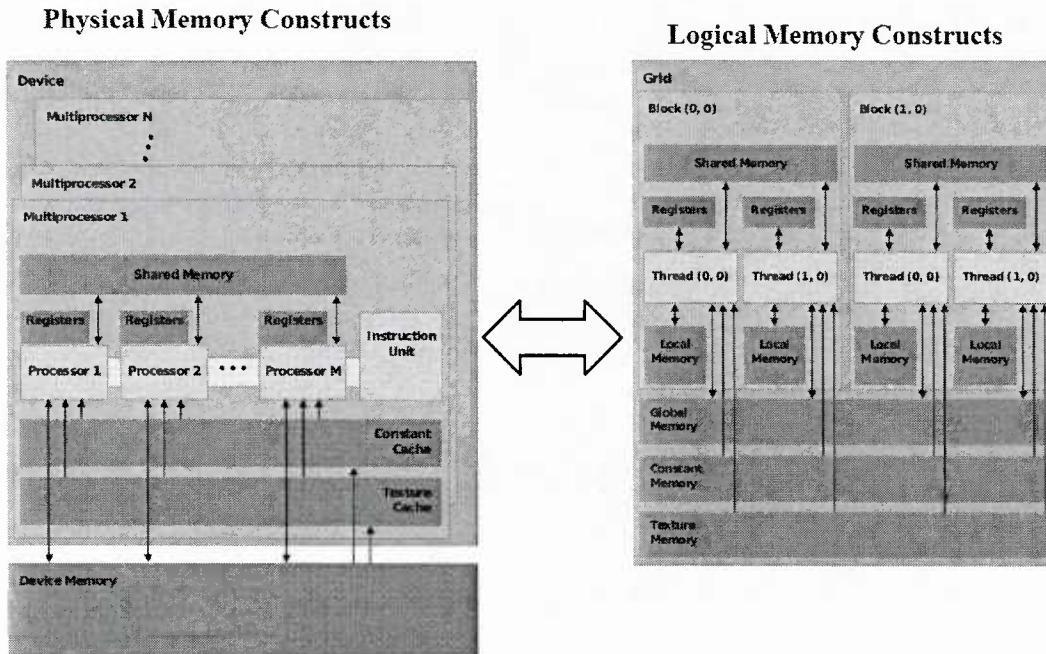 Physical Memory Constructs
Device
Multiprocessor N
Multiprocessor 2
Multiprocessor 1
Shared Memory
Registers
Registers
Registers
Instruction
Unit
Processor 1
Processor 2
•••
Processor M
Constant
Cache
Texture
Cache
Device Memory
Logical Memory Constructs
Grid
Block (0, 0)
Block (1, 0)
Shared Memory
Shared Memory
Registers
Registers
Registers
Registers
Thread (0, 0)
Thread (1, 0)
Thread (0, 0)
Thread (1, 0)
Local
Memory
Local
Memory
Local
Memory
Local
Memory
Global
Memory
Constant
Memory
Texture
Memory